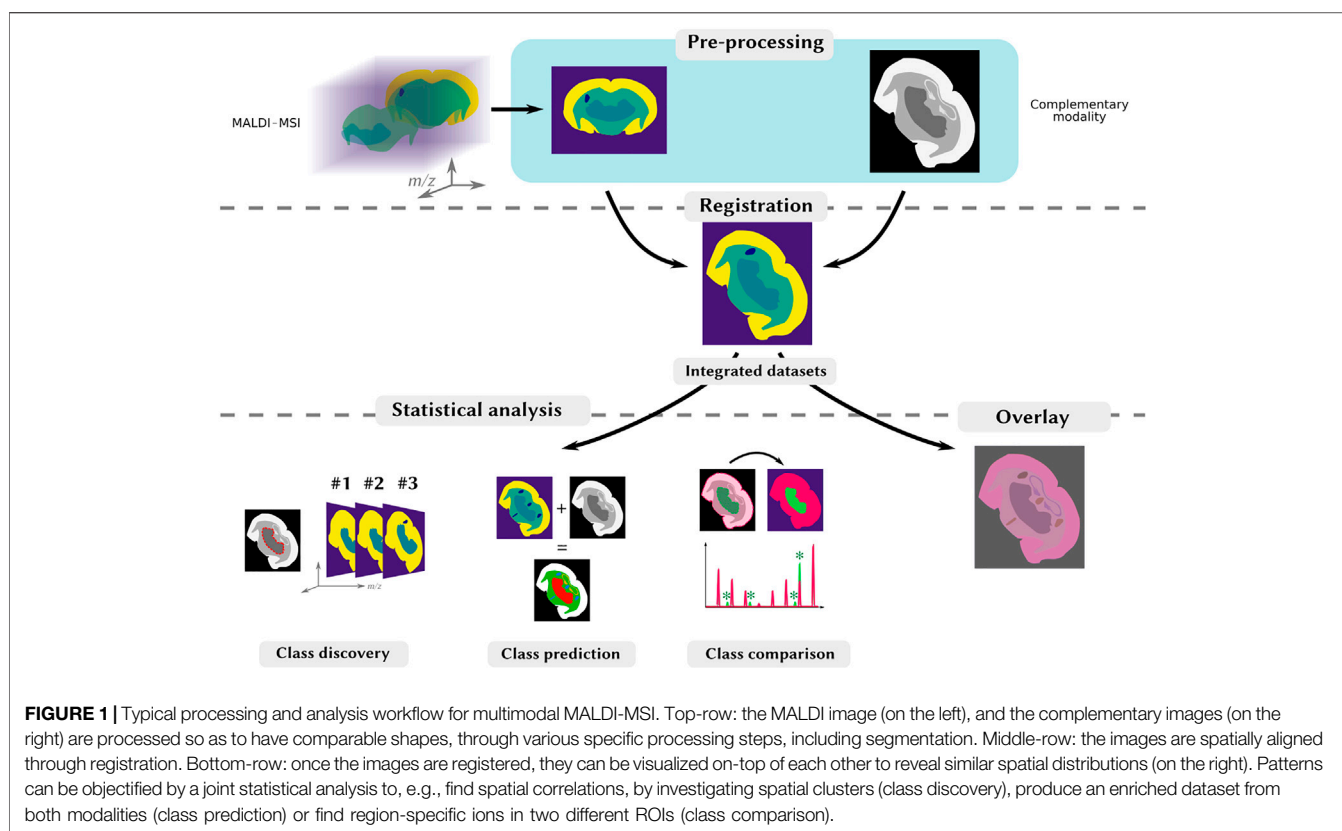 Pre-processing
MALDI-MSI
Complementary
modality
m/z
Registration
Integrated datasets
Statistical analysis
Overlay
#1 #2 #3
+
=
m/z
* * * *
Class discovery
Class prediction
Class comparison
FIGURE 1 | Typical processing and analysis workflow for multimodal MALDI-MSI. Top-row: the MALDI image (on the left), and the complementary images (on the
right) are processed so as to have comparable shapes, through various specific processing steps, including segmentation. Middle-row: the images are spatially aligned
through registration. Bottom-row: once the images are registered, they can be visualized on-top of each other to reveal similar spatial distributions (on the right). Patterns
can be objectified by a joint statistical analysis to, e.g., find spatial correlations, by investigating spatial clusters (class discovery), produce an enriched dataset from
both modalities (class prediction) or find region-specific ions in two different ROIs (class comparison).